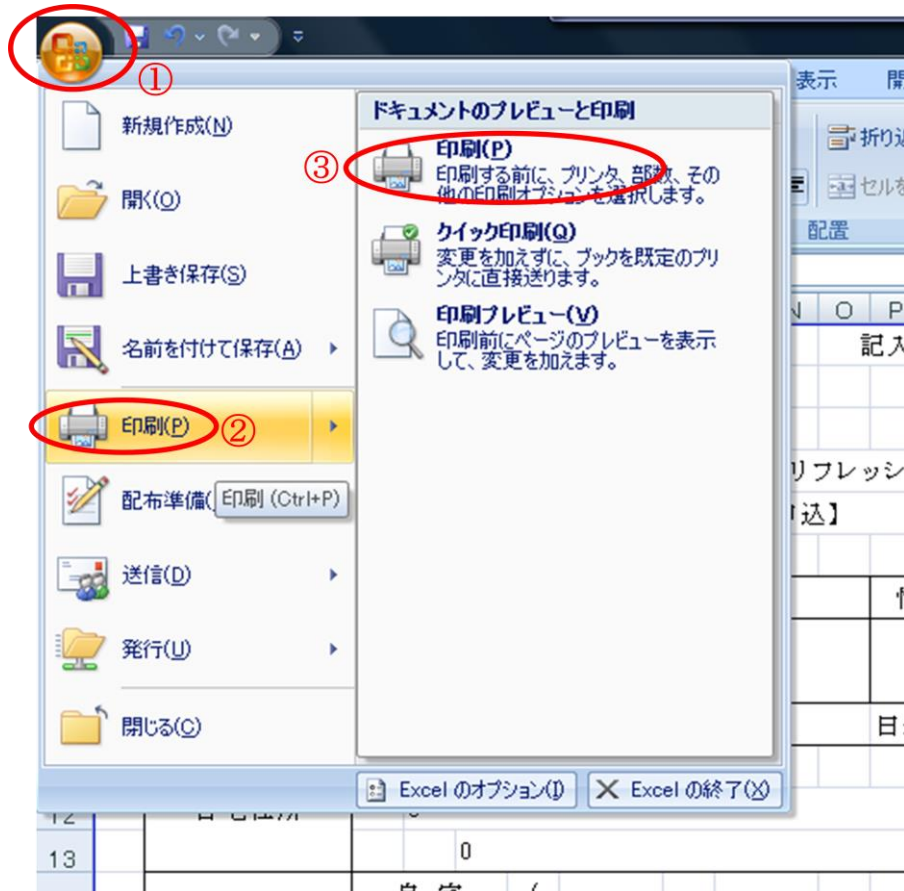 ①
表示
新規作成(N)
ドキュメントのプレビューと印刷
③
印刷(P)
印刷する前に、プリンタ、部数、その
他の印刷オプションを選択します。
開く(O)
クイック印刷(Q)
変更を加えずに、ブックを既定のプリ
ンタに直接送ります。
配置
上書き保存(S)
印刷プレビュー(V)
印刷前にページのプレビューを表示
して、変更を加えます。
O P
名前を付けて保存(A)
印刷(P)
②
配布準備(
印刷 (Ctrl+P)
込】
送信(D)
発行(U)
閉じる(C)
Excel のオプション(I)
Excel の終了(X)
12
13
0